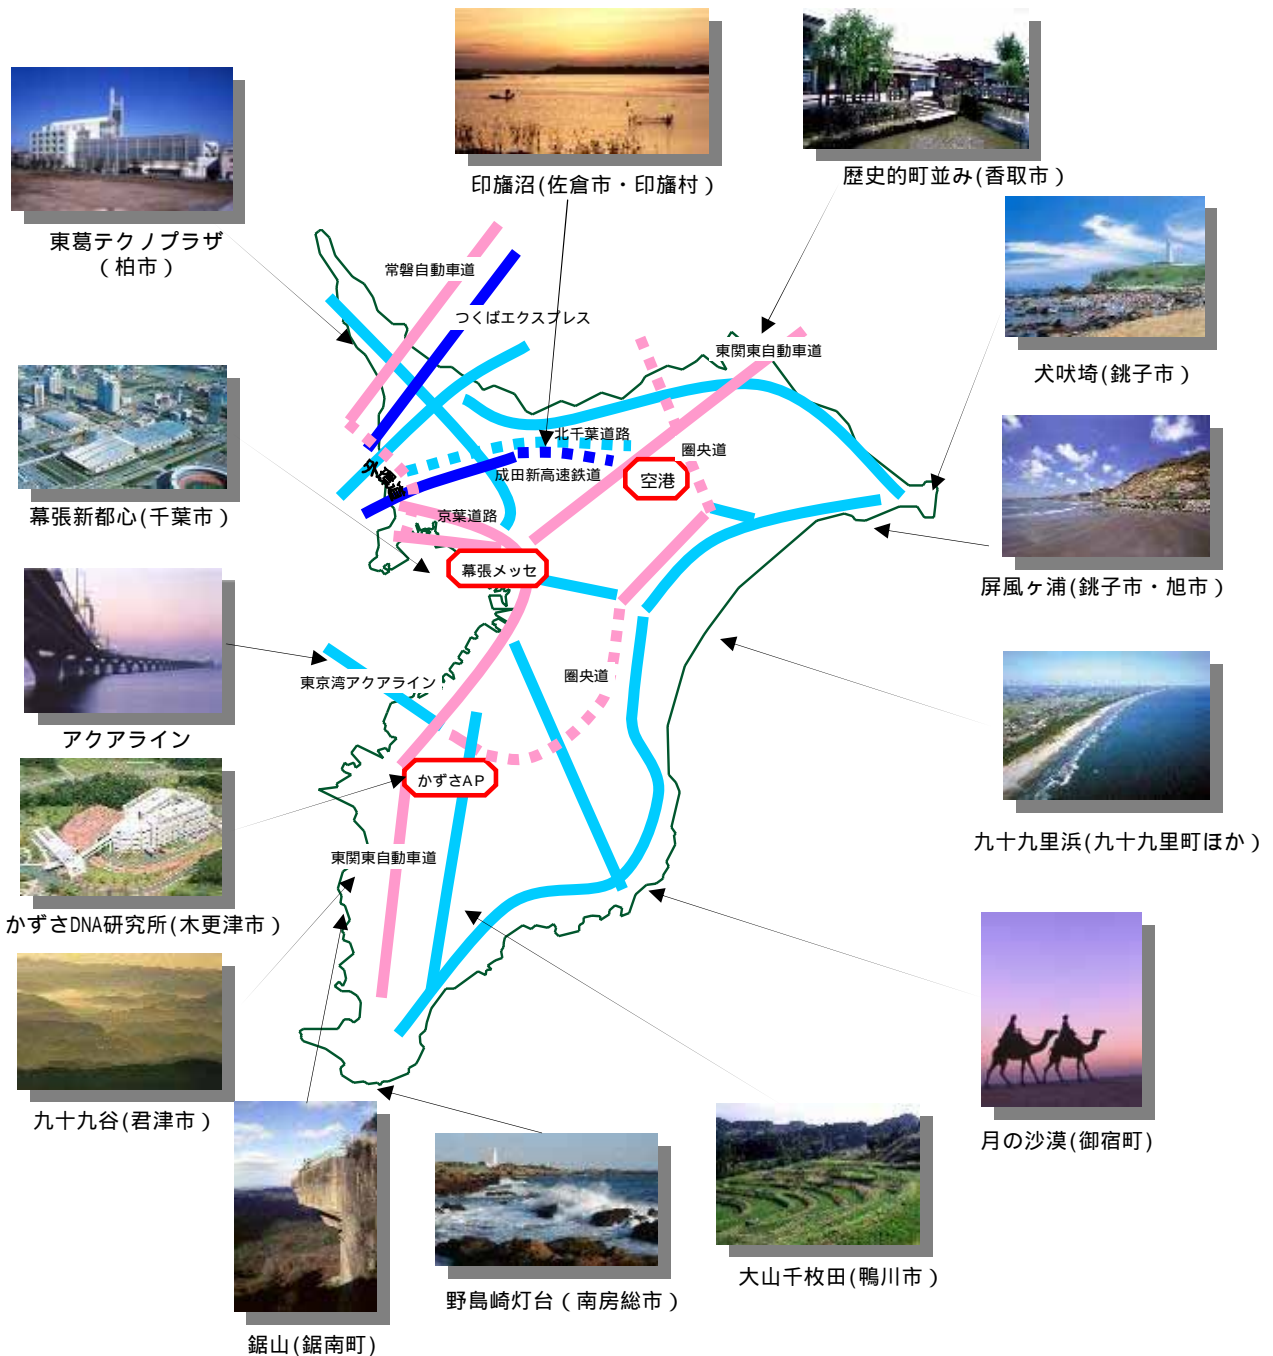 印旛沼(佐倉市・印旛村)
歴史的町並み(香取市)
東葛テクノプラザ
(柏市)
常磐自動車道
つくばエクスプレス
東関東自動車道
犬吠埼(銚子市)
北千葉道路
圏央道
外環道
成田新高速鉄道
空港
幕張新都心(千葉市)
京葉道路
幕張メッセ
屏風ヶ浦(銚子市・旭市)
圏央道
東京湾アクアライン
アクアライン
かずさAP
九十九里浜(九十九里町ほか)
東関東自動車道
かずさDNA研究所(木更津市)
九十九谷(君津市)
月の沙漠(御宿町)
大山千枚田(鴨川市)
野島崎灯台(南房総市)
鋸山(鋸南町)